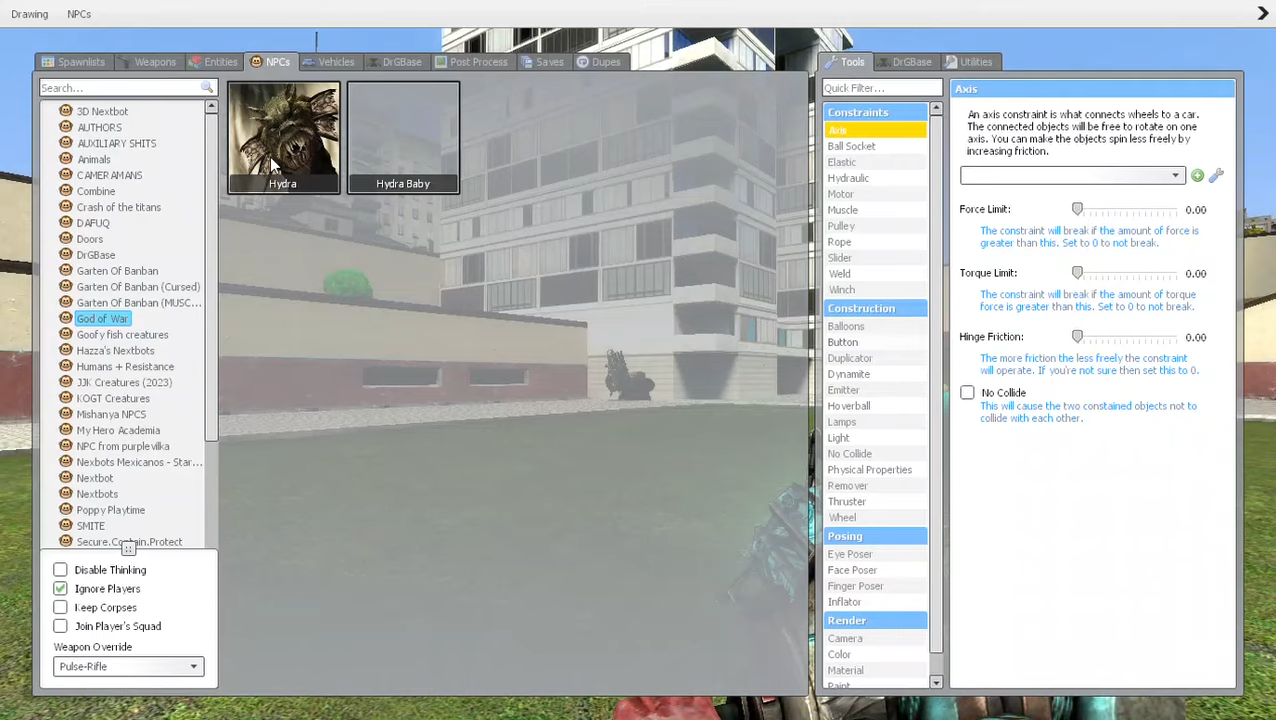 Drawing NPCs
Spawnlists Weapons Entities NPCs Vehicles DrGBase Post Process Saves Dupes
Search...
3D Nextbot
AUTHORS
AUXILIARY SHITS
Animals
CAMERAMANS
Combine
Crash of the titans
DAFUQ
Doors
DrGBase
Garten Of Banban
Garten Of Banban (Cursed)
Garten Of Banban (MUSC...
God of War
Goofy fish creatures
Hazza's Nextbots
Humans + Resistance
JJK Creatures (2023)
KOGT Creatures
Mishanya NPCS
My Hero Academia
NPC from purplevilka
Nexbots Mexicanos - Star...
Nextbot
Nextbots
Poppy Playtime
SMITE
Secure.Contain.Protect
Disable Thinking
Ignore Players
Keep Corpses
Join Player's Squad
Weapon Override
Pulse-Rifle
Hydra
Hydra Baby
Tools DrGBase Utilities
Quick Filter...
Constraints
Axis
Ball Socket
Elastic
Hydraulic
Motor
Muscle
Pulley
Rope
Slider
Weld
Winch
Construction
Balloons
Button
Duplicator
Dynamite
Emitter
Hoverball
Lamps
Light
No Collide
Physical Properties
Remover
Thruster
Wheel
Posing
Eye Poser
Face Poser
Finger Poser
Inflator
Render
Camera
Color
Material
Paint
Axis
An axis constraint is what connects wheels to a car.
The connected objects will be free to rotate on one
axis. You can make the objects spin less freely by
increasing friction.
Force Limit: 0.00
The constraint will break if the amount of force is
greater than this. Set to 0 to not break.
Torque Limit: 0.00
The constraint will break if the amount of torque
force is greater than this. Set to 0 to not break.
Hinge Friction: 0.00
The more friction the less freely the constraint
will operate. If you're not sure then set this to 0.
No Collide
This will cause the two constained objects not to
collide with each other.